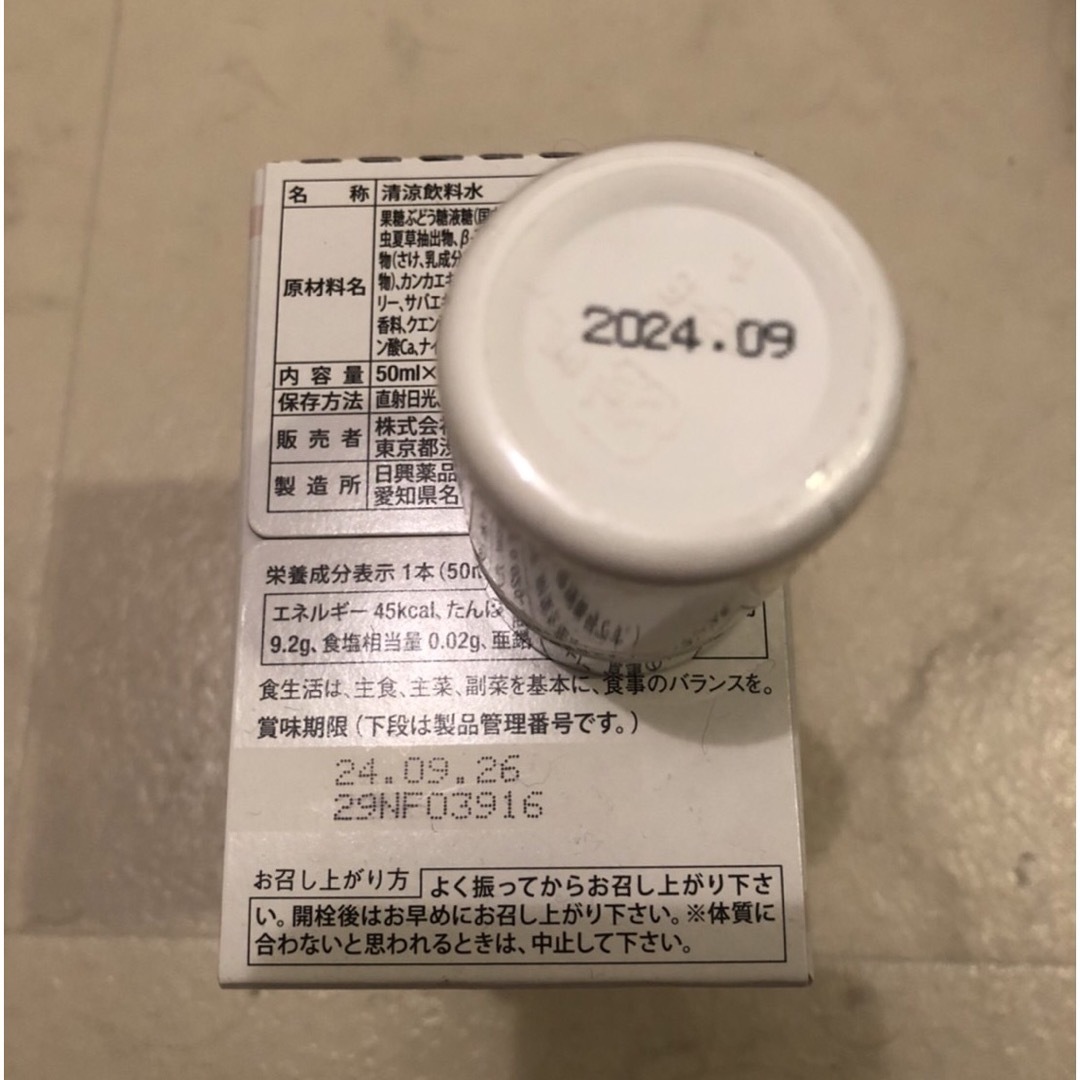 2024.09
名 称 清涼飲料水
原材料名
果糖ぶどう糖液糖(国
虫夏草抽出物、β-
物(さけ、乳成分
物)、カンカエキ
リー、サバエキ
香料、クエン
ン酸Ca、ナイ
内容量 50ml×
保存方法 直射日光
販売者 株式会社
東京都渋
製造所 日興薬品
愛知県名
栄養成分表示 1本(50m
エネルギー 45kcal、たんぱ
9.2g、食塩相当量 0.02g、亜鉛
食生活は、主食、主菜、副菜を基本に、食事のバランスを。
賞味期限(下段は製品管理番号です。)
24.09.26
29NF03916
お召し上がり方 よく振ってからお召し上がり下さ
い。開栓後はお早めにお召し上がり下さい。※体質に
合わないと思われるときは、中止して下さい。